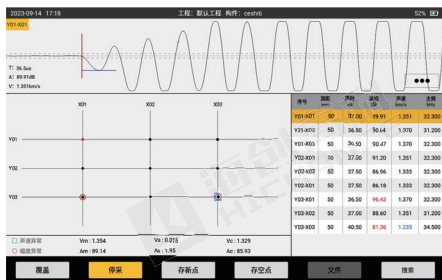 2023-09-14 17:18
工程：默认工程 构件：ceshi6
52%
Y01-X01
T: 36.5us
A: 89.91dB
V: 1.351km/s
X01 X02 X03
Y01
Y02
Y03
序号 测距 声时 波幅 声速 主频
Y01-X01 50 37.00 89.91 1.351 32.300
Y01-X02 50 36.50 90.64 1.370 31.200
Y01-X03 50 36.50 90.47 1.370 32.300
Y02-X03 50 37.00 91.20 1.351 32.300
Y02-X02 50 37.50 86.96 1.333 32.300
Y02-X01 50 37.50 86.18 1.333 32.300
Y03-X01 50 36.50 96.43 1.370 32.300
Y03-X02 50 37.00 88.60 1.351 31.200
Y03-X03 50 40.50 81.36 1.235 34.500
声速异常 Vm : 1.354 Vs : 0.015 Vc : 1.329
幅度异常 Am : 89.14 As : 1.95 Ac : 85.93
覆盖 停采 存新点 存空点 文件 搜索